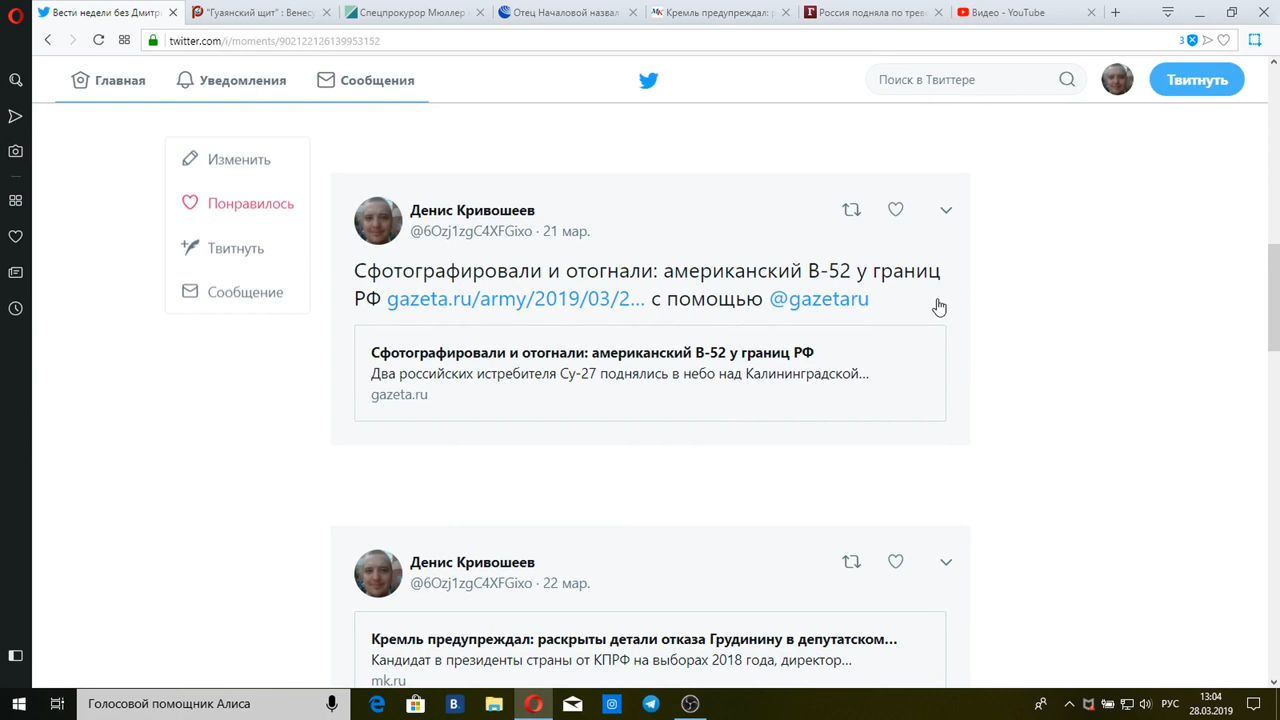 Вести недели без Дмитр
"Гуанский щит" : Венесу
Спецпрокурор Мюлле
Отец Началовой назвал
Кремль предупреждал: р
Россия подняла по трев
Видео - YouTube
twitter.com/i/moments/902122126139953152
3
Главная
Уведомления
Сообщения
Поиск в Твиттере
Твитнуть
Изменить
Понравилось
Твитнуть
Сообщение
Денис Кривошеев
@6Ozj1zgC4XFGixo · 21 мар.
Сфотографировали и отогнали: американский В-52 у границ
РФ gazeta.ru/army/2019/03/2... с помощью @gazetaru
Сфотографировали и отогнали: американский В-52 у границ РФ
Два российских истребителя Су-27 поднялись в небо над Калининградской...
gazeta.ru
Денис Кривошеев
@6Ozj1zgC4XFGixo · 22 мар.
Кремль предупреждал: раскрыты детали отказа Грудинину в депутатском...
Кандидат в президенты страны от КПРФ на выборах 2018 года, директор...
mk.ru
Голосовой помощник Алиса
РУС
13:04
28.03.2019